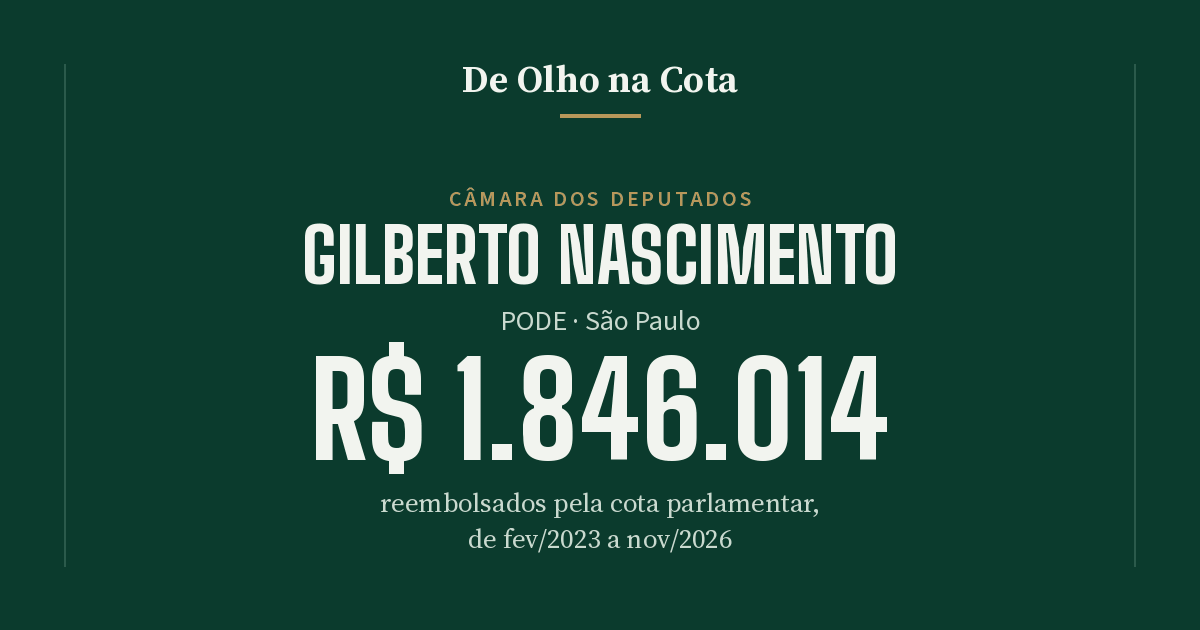 De Olho na Cota
CÂMARA DOS DEPUTADOS
GILBERTO NASCIMENTO
PODE · São Paulo
R$ 1.846.014
reembolsados pela cota parlamentar,
de fev/2023 a nov/2026